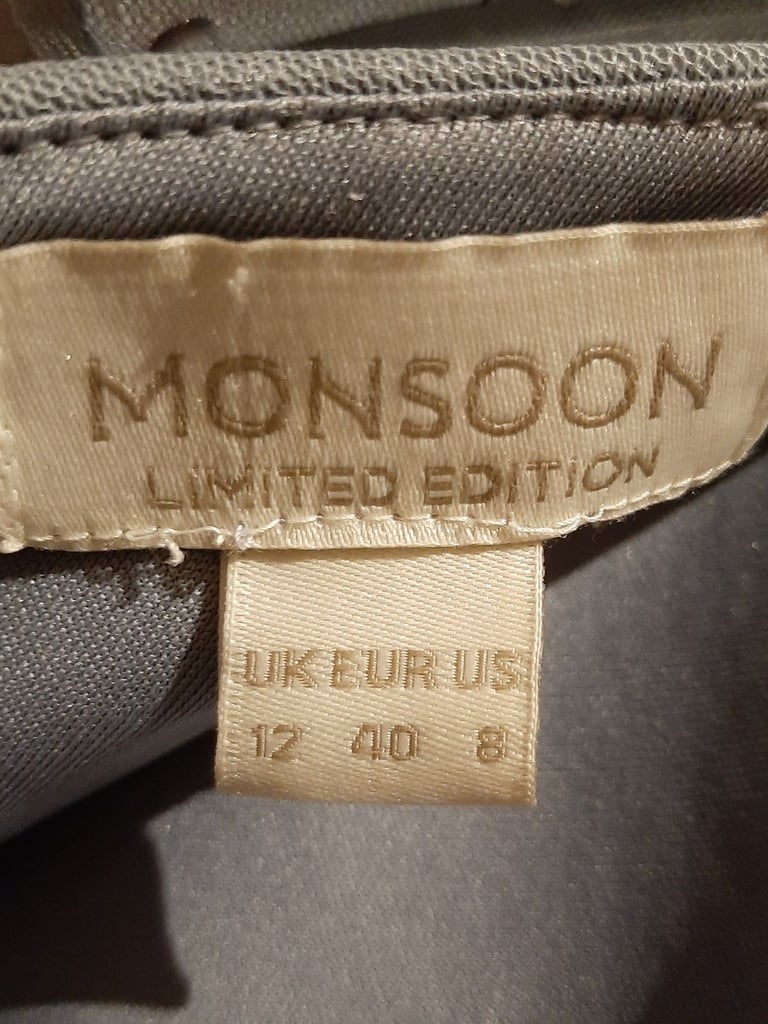 MONSOON
LIMITED EDITION
UK EUR US
12 40 8